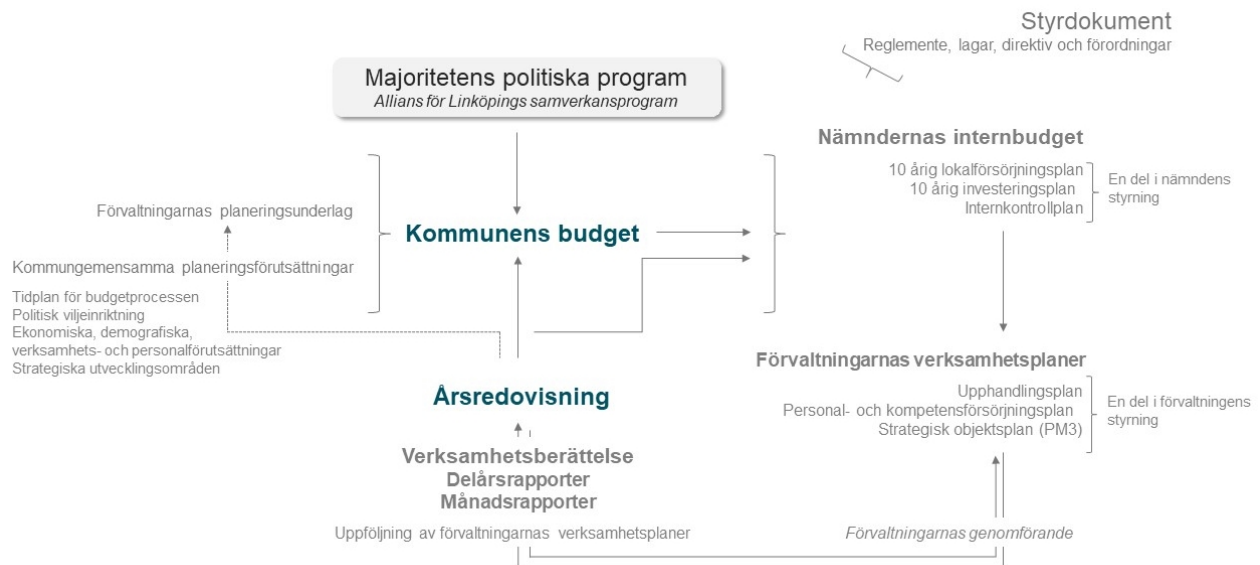 Styrdokument
Reglemente, lagar, direktiv och förordningar
Majoritetens politiska program
Allians för Linköpings samverkansprogram
Nämndernas internbudget
10 årig lokalförsörjningsplan
10 årig investeringsplan
Internkontrollplan
En del i nämndens
styrning
Förvaltningarnas planeringsunderlag
Kommunens budget
Kommungemensamma planeringsförutsättningar
Tidplan för budgetprocessen
Politisk viljeinriktning
Ekonomiska, demografiska,
verksamhets- och personalförutsättningar
Strategiska utvecklingsområden
Förvaltningarnas verksamhetsplaner
Upphandlingsplan
Personal- och kompetensförsörjningsplan
Strategisk objektsplan (PM3)
En del i förvaltningens
styrning
Årsredovisning
Verksamhetsberättelse
Delårsrapporter
Månadsrapporter
Uppföljning av förvaltningarnas verksamhetsplaner
Förvaltningarnas genomförande